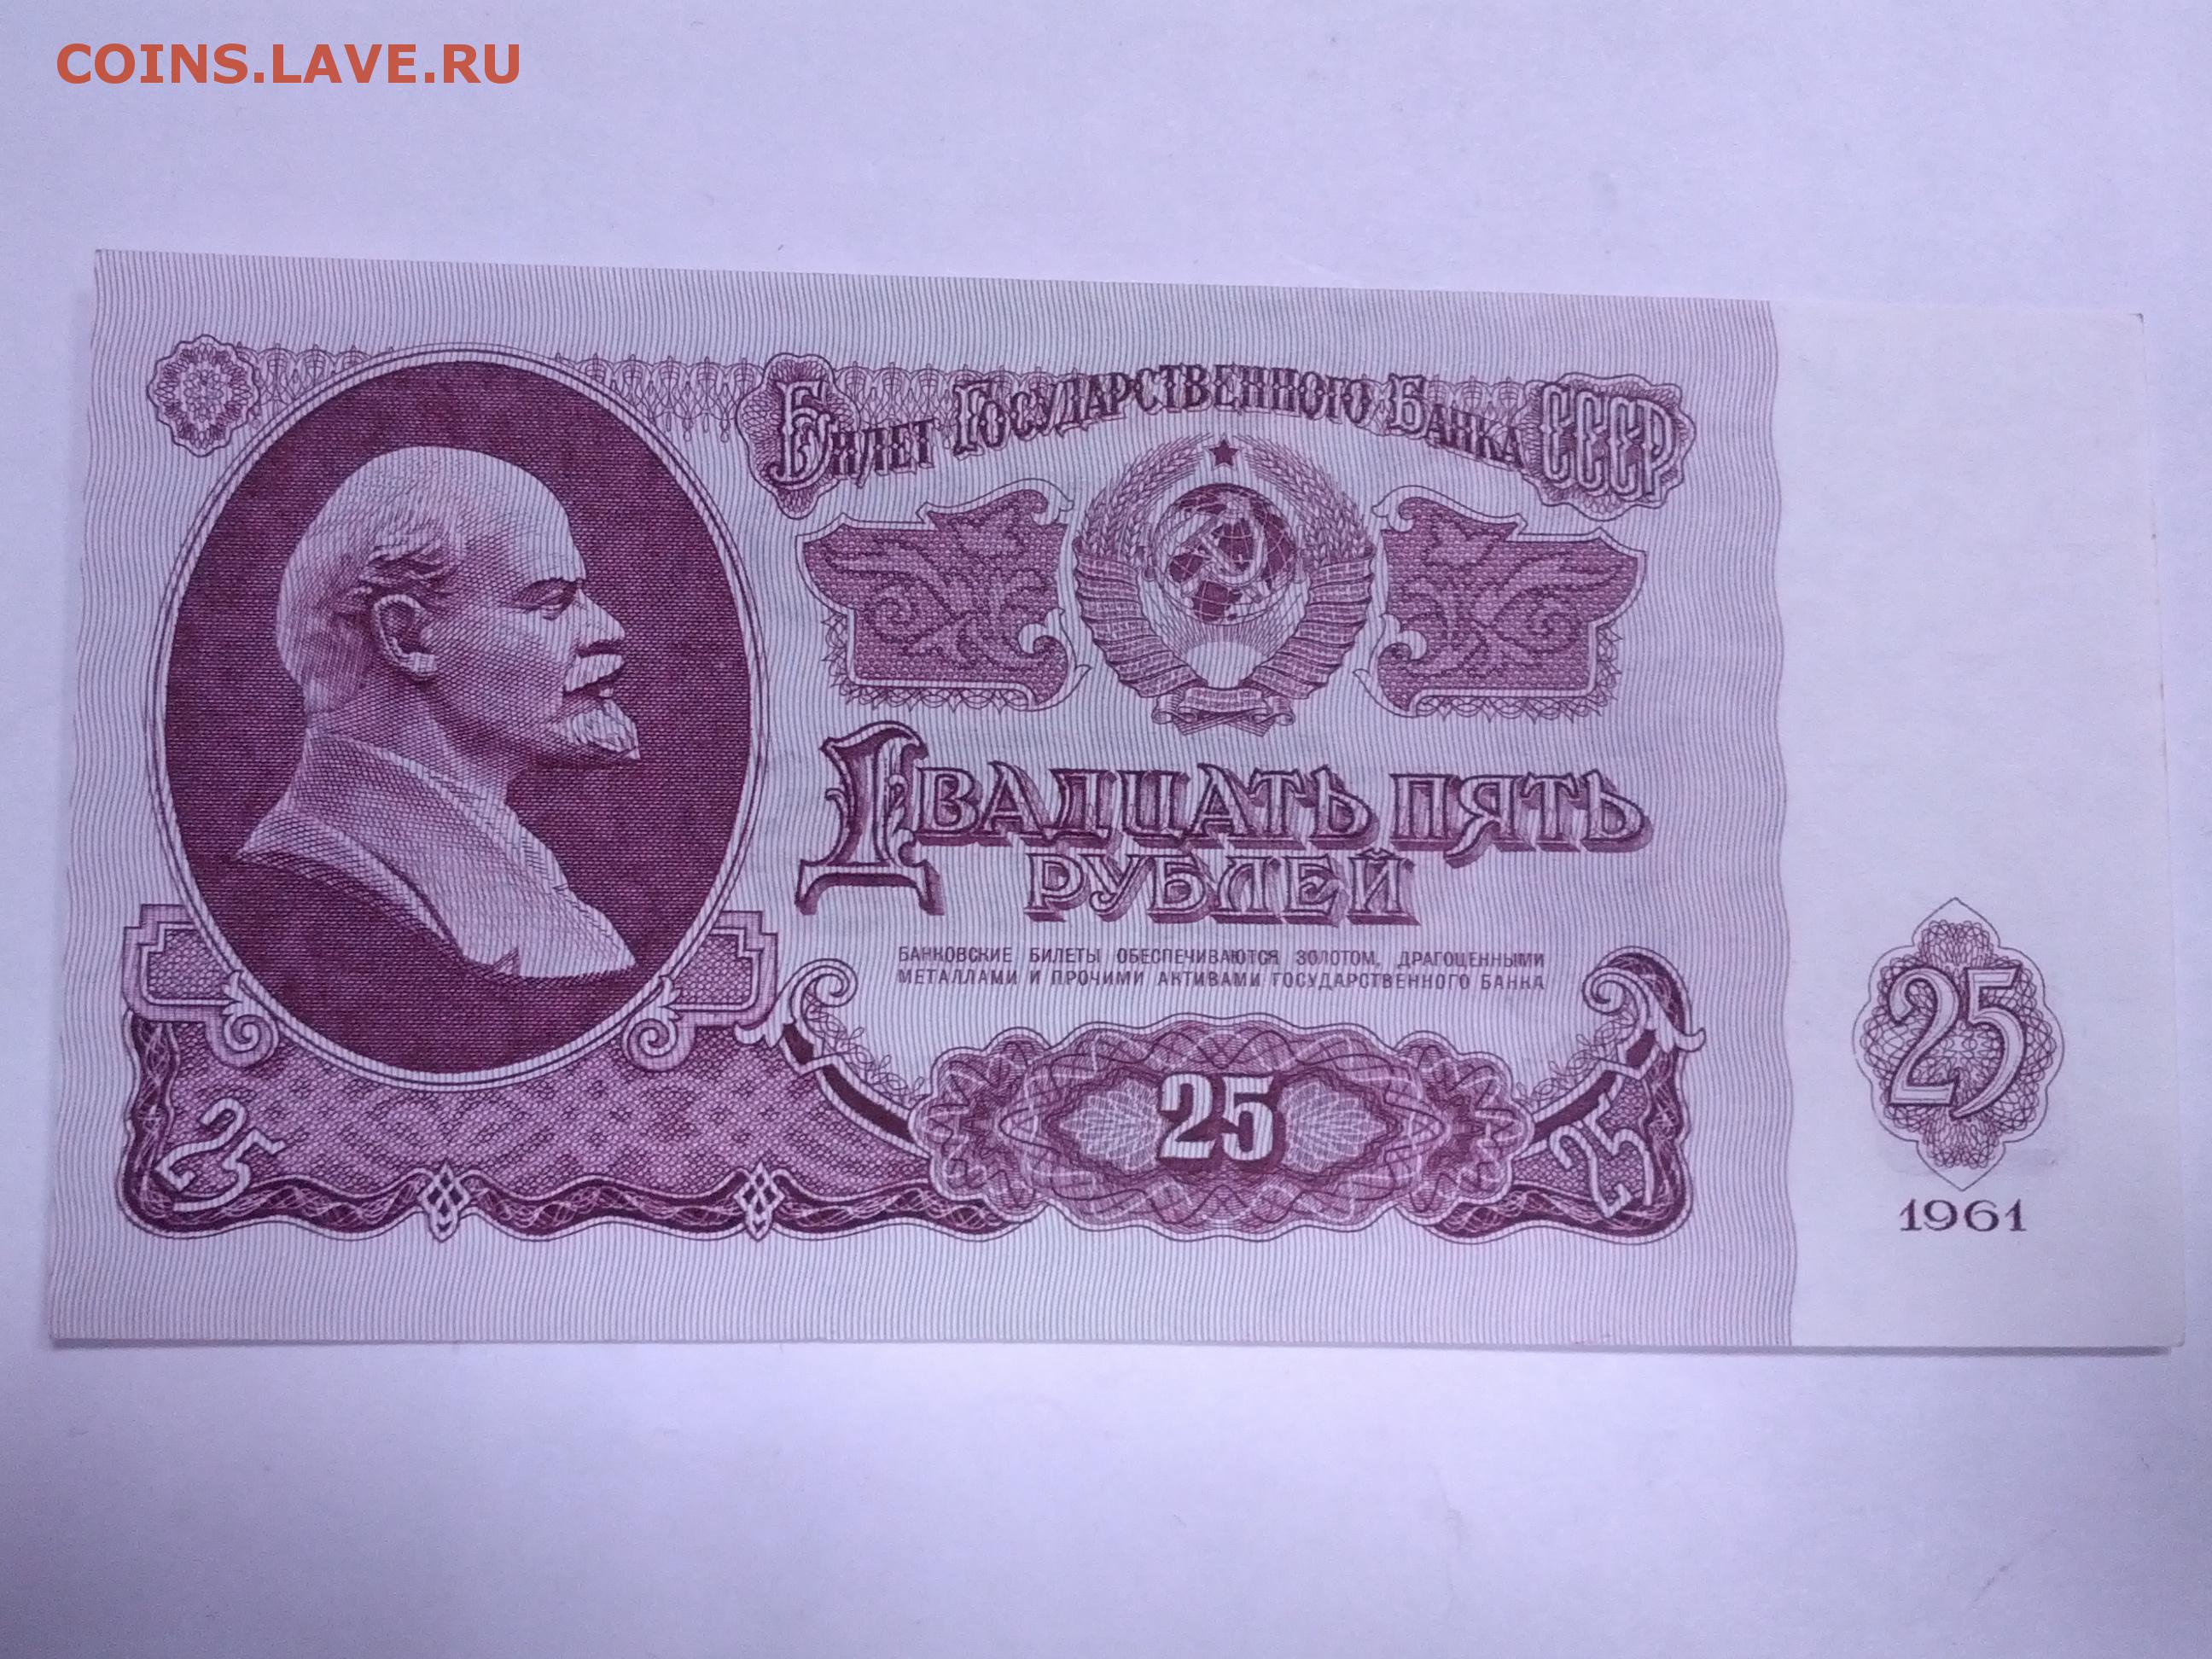 COINS.LAVE.RU
Билет Государственного Банка СССР
Двадцать пять
рублей
БАНКОВСКИЕ БИЛЕТЫ ОБЕСПЕЧИВАЮТСЯ ЗОЛОТОМ, ДРАГОЦЕННЫМИ
МЕТАЛЛАМИ И ПРОЧИМИ АКТИВАМИ ГОСУДАРСТВЕННОГО БАНКА
25
25
25
25
1961